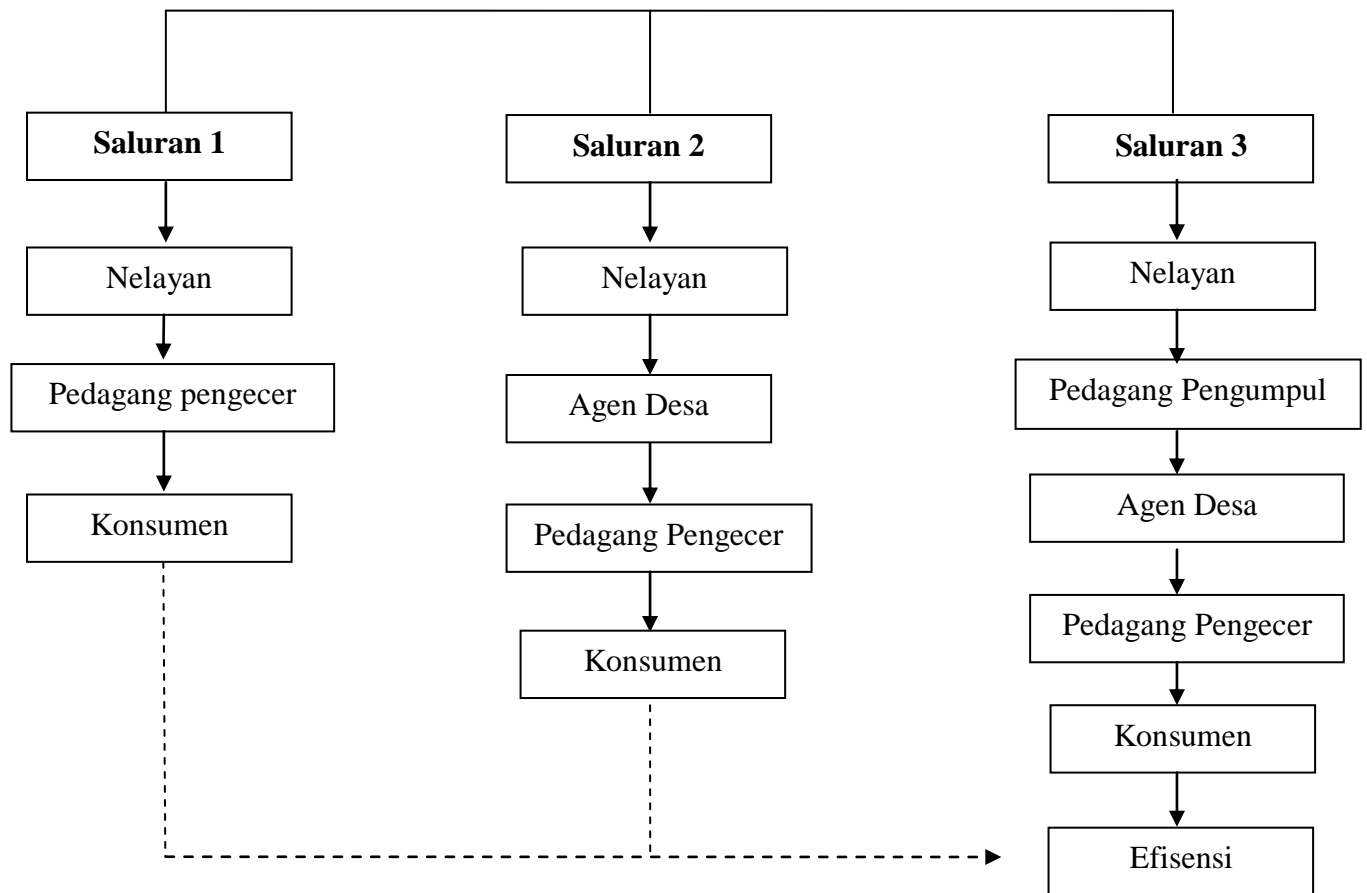 Saluran 1
Nelayan
Pedagang pengecer
Konsumen
Saluran 2
Nelayan
Agen Desa
Pedagang Pengecer
Konsumen
Saluran 3
Nelayan
Pedagang Pengumpul
Agen Desa
Pedagang Pengecer
Konsumen
Efisensi